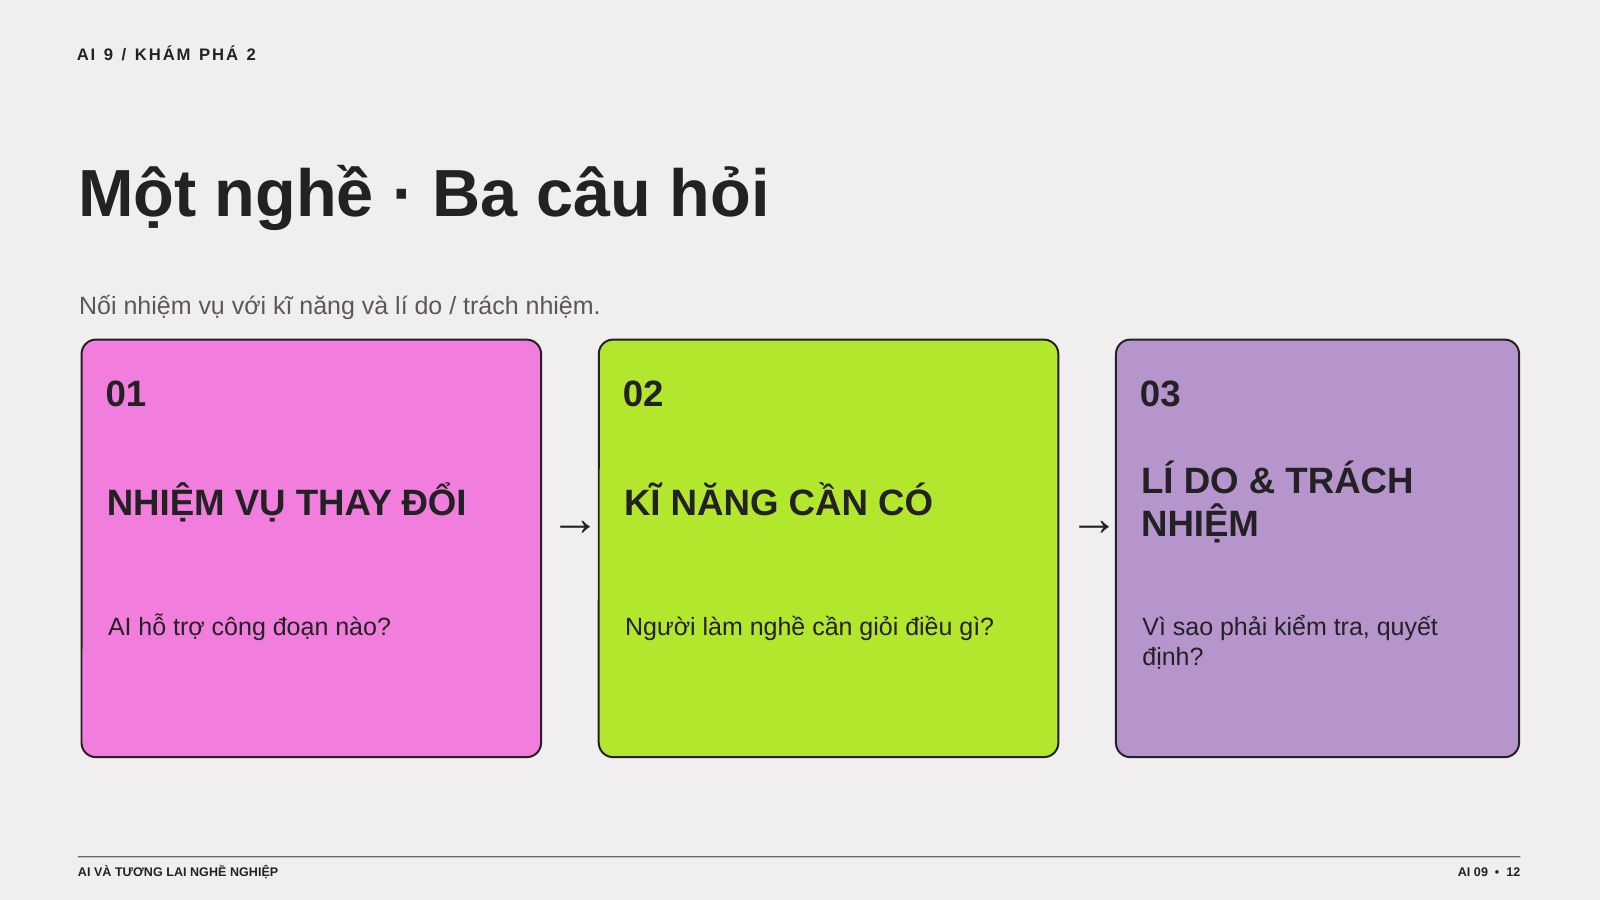 AI 9 / KHÁM PHÁ 2
Một nghề · Ba câu hỏi
Nối nhiệm vụ với kĩ năng và lí do / trách nhiệm.
01
NHIỆM VỤ THAY ĐỔI
AI hỗ trợ công đoạn nào?
→
02
KĨ NĂNG CẦN CÓ
Người làm nghề cần giỏi điều gì?
→
03
LÍ DO & TRÁCH
NHIỆM
Vì sao phải kiểm tra, quyết
định?
AI VÀ TƯƠNG LAI NGHỀ NGHIỆP
AI 09 • 12